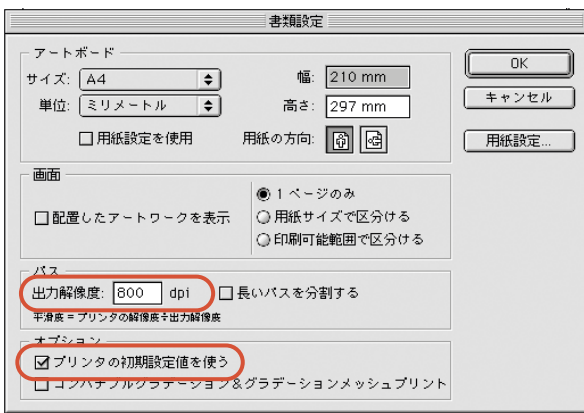 書類設定
アートボード
サイズ: A4
単位: ミリメートル
用紙設定を使用
幅: 210 mm
高さ: 297 mm
用紙の方向:
OK
キャンセル
用紙設定...
画面
配置したアートワークを表示
1 ページのみ
用紙サイズで区分ける
印刷可能範囲で区分ける
パス
出力解像度: 800 dpi
長いパスを分割する
平滑度 = プリンタの解像度÷出力解像度
オプション
プリンタの初期設定値を使う
コンパチブルグラデーション&グラデーションメッシュプリント